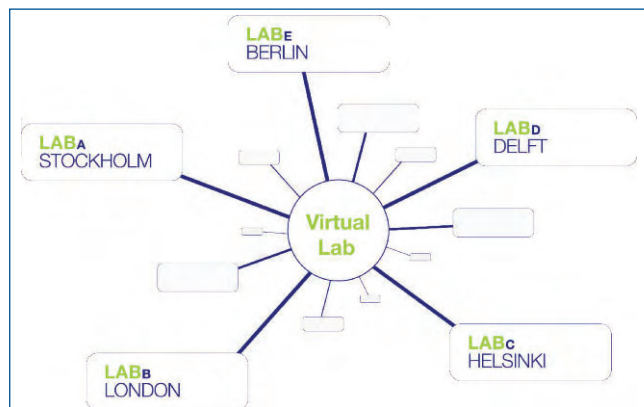 LABE
BERLIN
LABA
STOCKHOLM
LABD
DELFT
Virtual
Lab
LABB
LONDON
LABC
HELSINKI